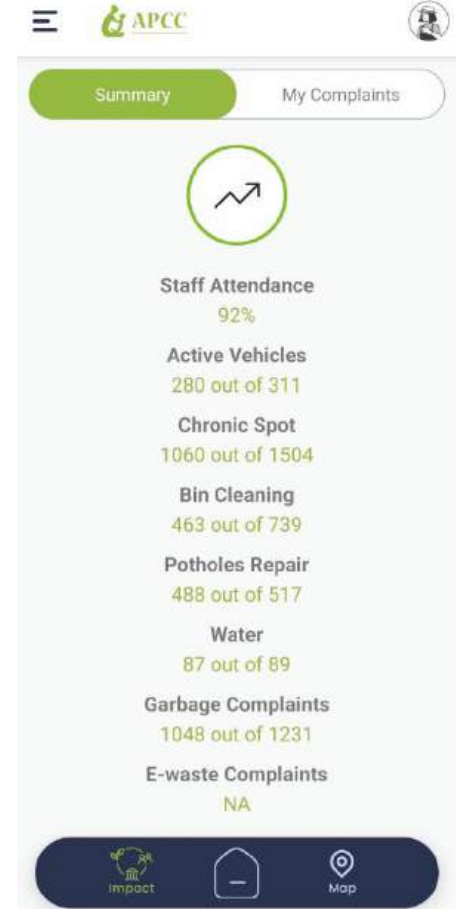 APCC
Summary
My Complaints
Staff Attendance
92%
Active Vehicles
280 out of 311
Chronic Spot
1060 out of 1504
Bin Cleaning
463 out of 739
Potholes Repair
488 out of 517
Water
87 out of 89
Garbage Complaints
1048 out of 1231
E-waste Complaints
NA
Impact
Map